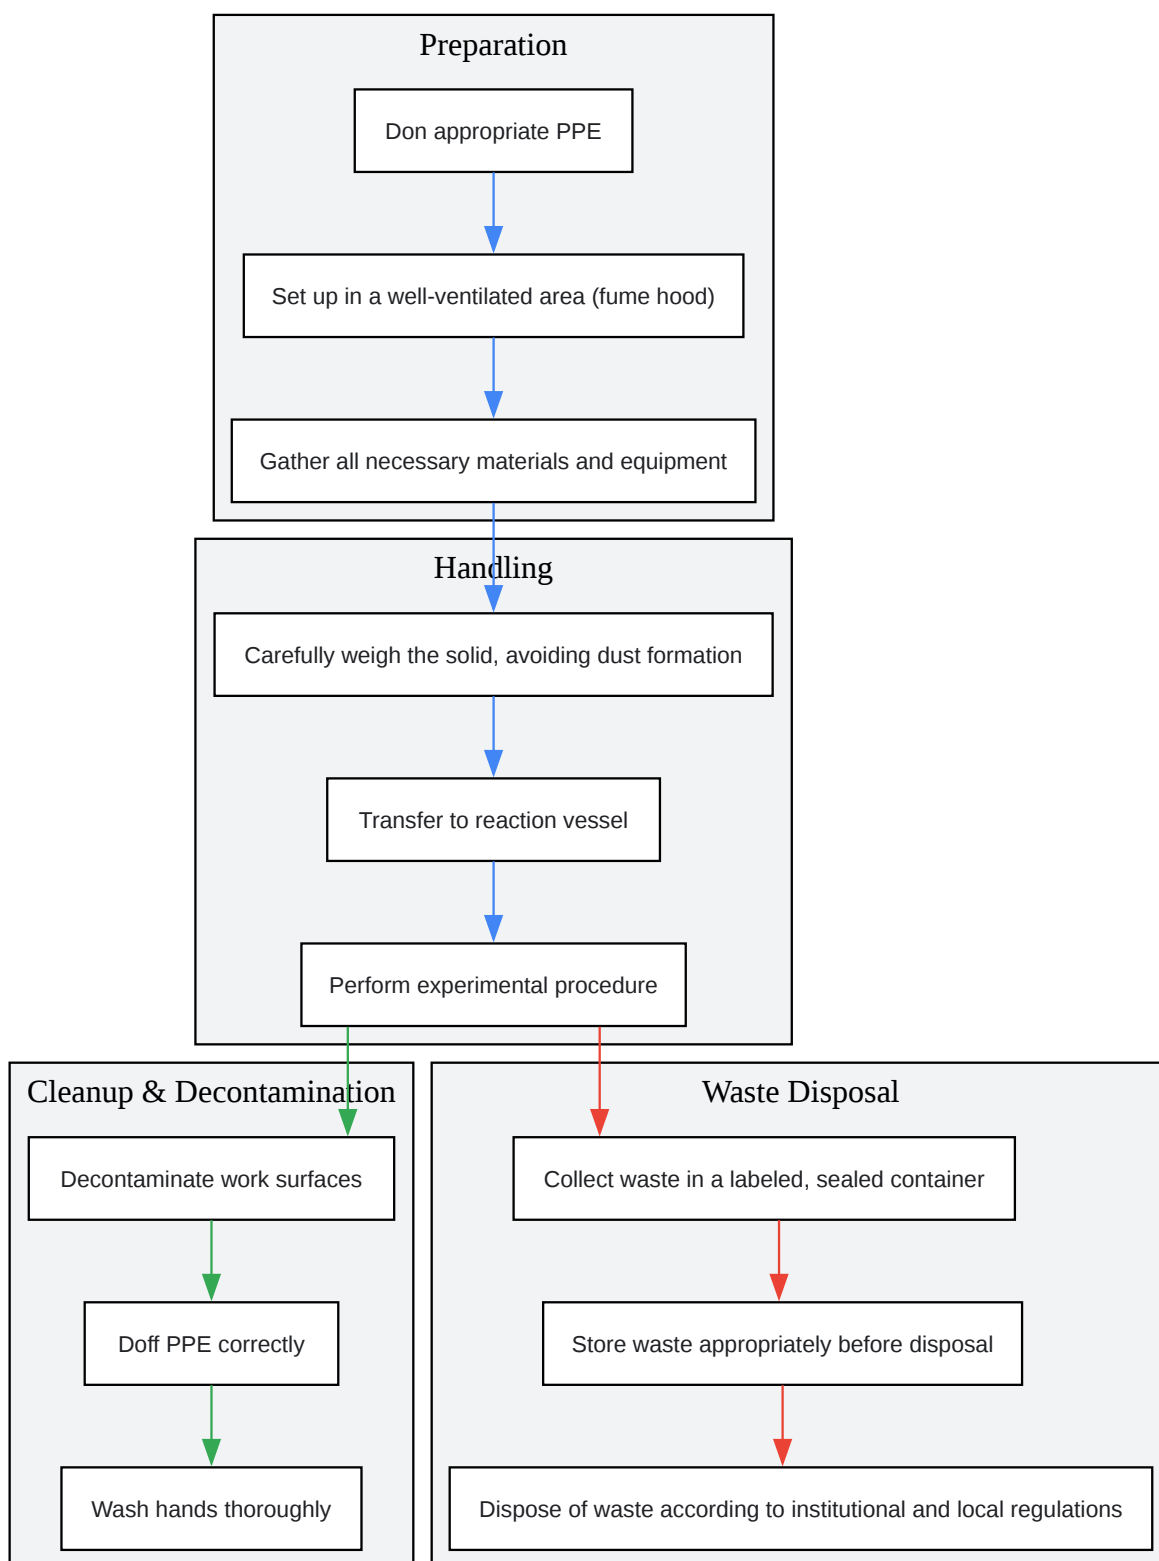 Preparation
Don appropriate PPE
Set up in a well-ventilated area (fume hood)
Gather all necessary materials and equipment
Handling
Carefully weigh the solid, avoiding dust formation
Transfer to reaction vessel
Perform experimental procedure
Cleanup & Decontamination
Decontaminate work surfaces
Doff PPE correctly
Wash hands thoroughly
Waste Disposal
Collect waste in a labeled, sealed container
Store waste appropriately before disposal
Dispose of waste according to institutional and local regulations